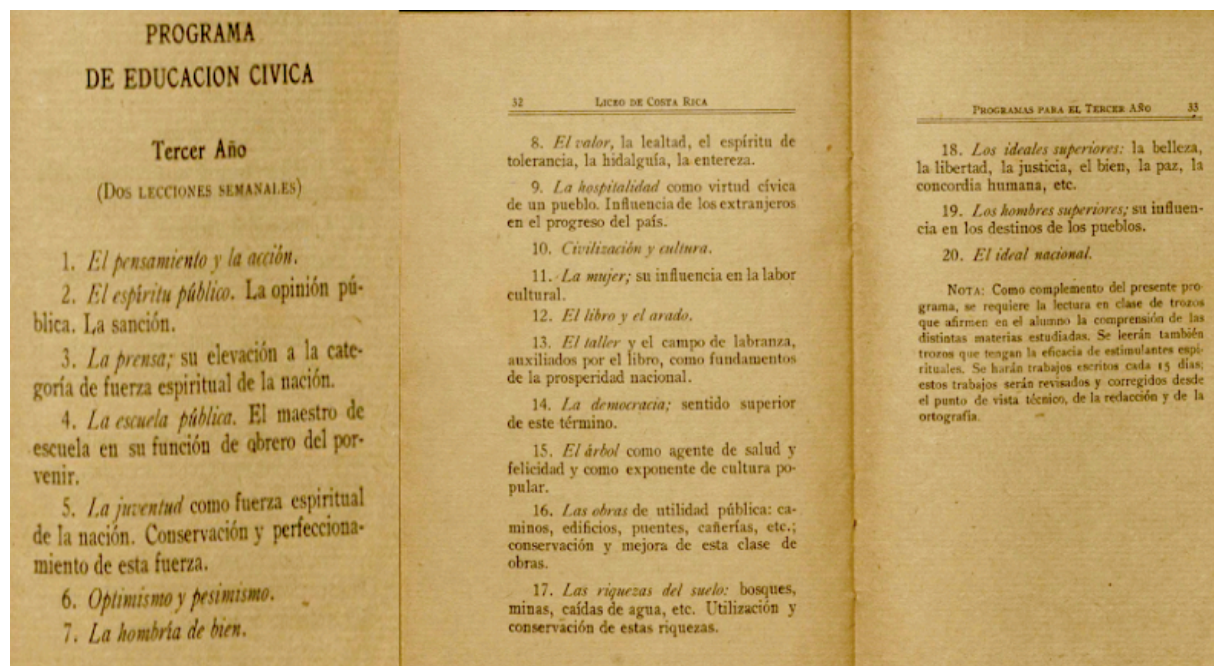 PROGRAMA
DE EDUCACION CIVICA
Tercer Año
(DOS LECCIONES SEMANALES)
1. El pensamiento y la acción.
2. El espíritu público. La opinión pú-
blica. La sanción.
3. La prensa; su elevación a la cate-
goría de fuerza espiritual de la nación.
4. La escuela pública. El maestro de
escuela en su función de obrero del por-
venir.
5. La juventud como fuerza espiritual
de la nación. Conservación y perfecciona-
miento de esta fuerza.
6. Optimismo y pesimismo.
7. La hombría de bien.
32 LICEO DE COSTA RICA
8. El valor, la lealtad, el espíritu de
tolerancia, la hidalguía, la entereza.
9. La hospitalidad como virtud cívica
de un pueblo. Influencia de los extranjeros
en el progreso del país.
10. Civilización y cultura.
11. La mujer; su influencia en la labor
cultural.
12. El libro y el arado.
13. El taller y el campo de labranza,
auxiliados por el libro, como fundamentos
de la prosperidad nacional.
14. La democracia; sentido superior
de este término.
15. El árbol como agente de salud y
felicidad y como exponente de cultura po-
pular.
16. Las obras de utilidad pública: ca-
minos, edificios, puentes, cañerías, etc.;
conservación y mejora de esta clase de
obras.
17. Las riquezas del suelo: bosques,
minas, caídas de agua, etc. Utilización y
conservación de estas riquezas.
PROGRAMAS PARA EL TERCER AÑO 33
18. Los ideales superiores: la belleza,
la libertad, la justicia, el bien, la paz, la
concordia humana, etc.
19. Los hombres superiores; su influen-
cia en los destinos de los pueblos.
20. El ideal nacional.
NOTA: Como complemento del presente pro-
grama, se requiere la lectura en clase de trozos
que afirmen en el alumno la comprensión de las
distintas materias estudiadas. Se leerán también
trozos que tengan la eficacia de estimulantes espi-
rituales. Se harán trabajos escritos cada 15 días;
estos trabajos serán revisados y corregidos desde
el punto de vista técnico, de la redacción y de la
ortografía.